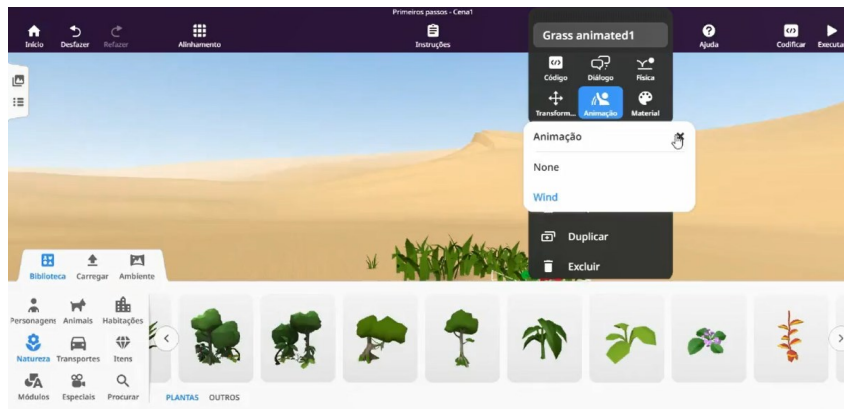 Primeiros passos - Cena1
Início
Desfazer
Refazer
Alinhamento
Instruções
Grass animated1
Ajuda
Codificar
Executa
Código
Diálogo
Física
Transform...
Animação
Material
Animação
None
Wind
Duplicar
Excluir
Biblioteca
Carregar
Ambiente
Personagens
Animais
Habitações
Natureza
Transportes
Itens
Módulos
Especiais
Procurar
PLANTAS
OUTROS